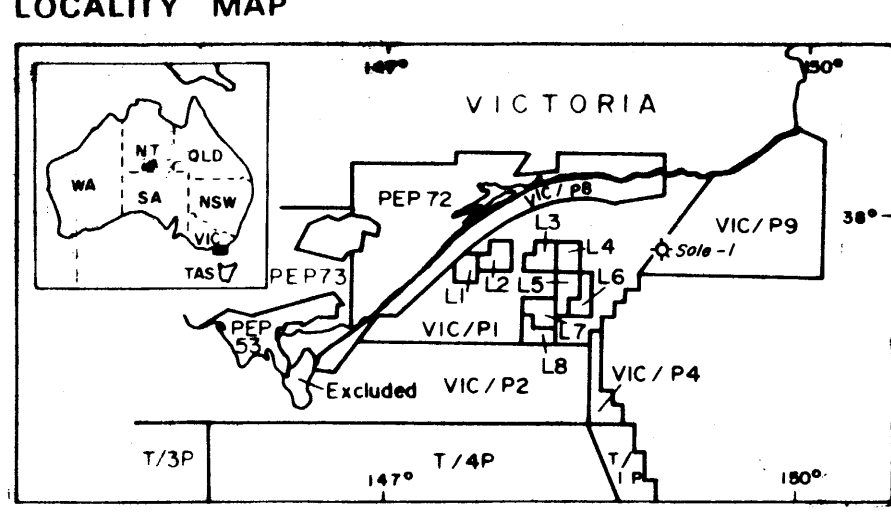 LOCALITY MAP
147° 150°
VICTORIA
NT QLD
WA SA NSW
VIC
TAS
PEP 72
VIC/P8
VIC/P9
38°
Sole-1
PEP73
L3
L4
L1 L2 L5 L6
PEP
53
VIC/P1
L7
L8
Excluded
VIC/P2
VIC/P4
T/3P
T/4P
T/
1P
147° 150°